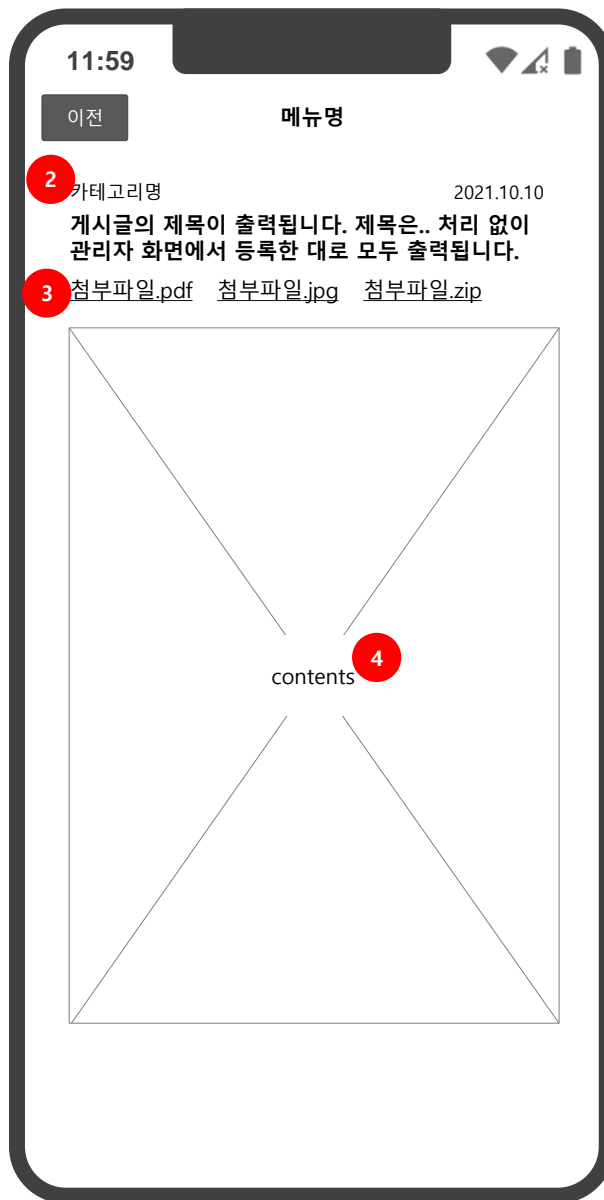 11:59
이전
메뉴명
2
카테고리명
2021.10.10
게시글의 제목이 출력됩니다. 제목은.. 처리 없이
관리자 화면에서 등록한 대로 모두 출력됩니다.
3
첨부파일.pdf 첨부파일.jpg 첨부파일.zip
4
contents